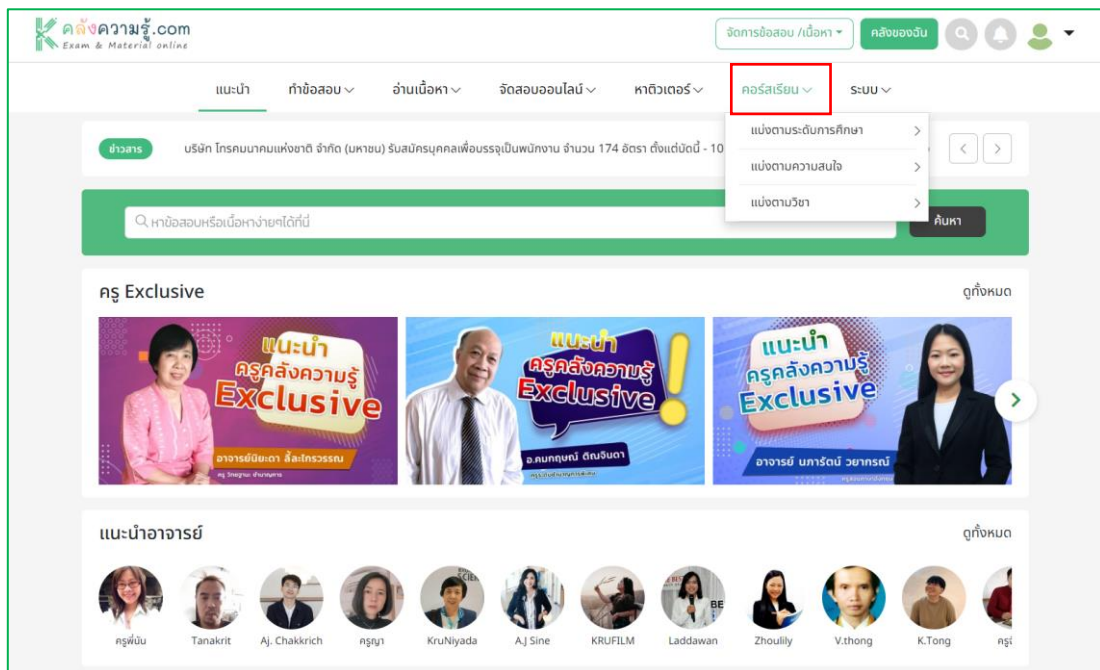 คลังความรู้.com
Exam & Material online
จัดการข้อสอบ /เนื้อหา
คลังของฉัน
แนะนำ
ทำข้อสอบ
อ่านเนื้อหา
จัดสอบออนไลน์
หาติวเตอร์
คอร์สเรียน
ระบบ
แบ่งตามระดับการศึกษา
แบ่งตามความสนใจ
แบ่งตามวิชา
ข่าวสาร
บริษัท โทรคมนาคมแห่งชาติ จำกัด (มหาชน) รับสมัครบุคคลเพื่อบรรจุเป็นพนักงาน จำนวน 174 อัตรา ตั้งแต่บัดนี้ - 10
หาข้อสอบหรือเนื้อหาง่ายๆได้ที่นี่
ค้นหา
ครู Exclusive
ดูทั้งหมด
แนะนำ
ครูคลังความรู้
Exclusive
อาจารย์นิยะดา ลิ้มไทรวรรณ
ครู วิทยฐานะ ชำนาญการ
แนะนำ
ครูคลังความรู้
Exclusive
อ.คมกฤษณ์ ติณจินดา
แนะนำ
ครูคลังความรู้
Exclusive
อาจารย์ นภารัตน์ วยากรณ์
แนะนำอาจารย์
ดูทั้งหมด
ครูพี่นัน
Tanakrit
Aj. Chakkrich
ครูญา
KruNiyada
A.J Sine
KRUFILM
Laddawan
Zhoulily
V.thong
K.Tong